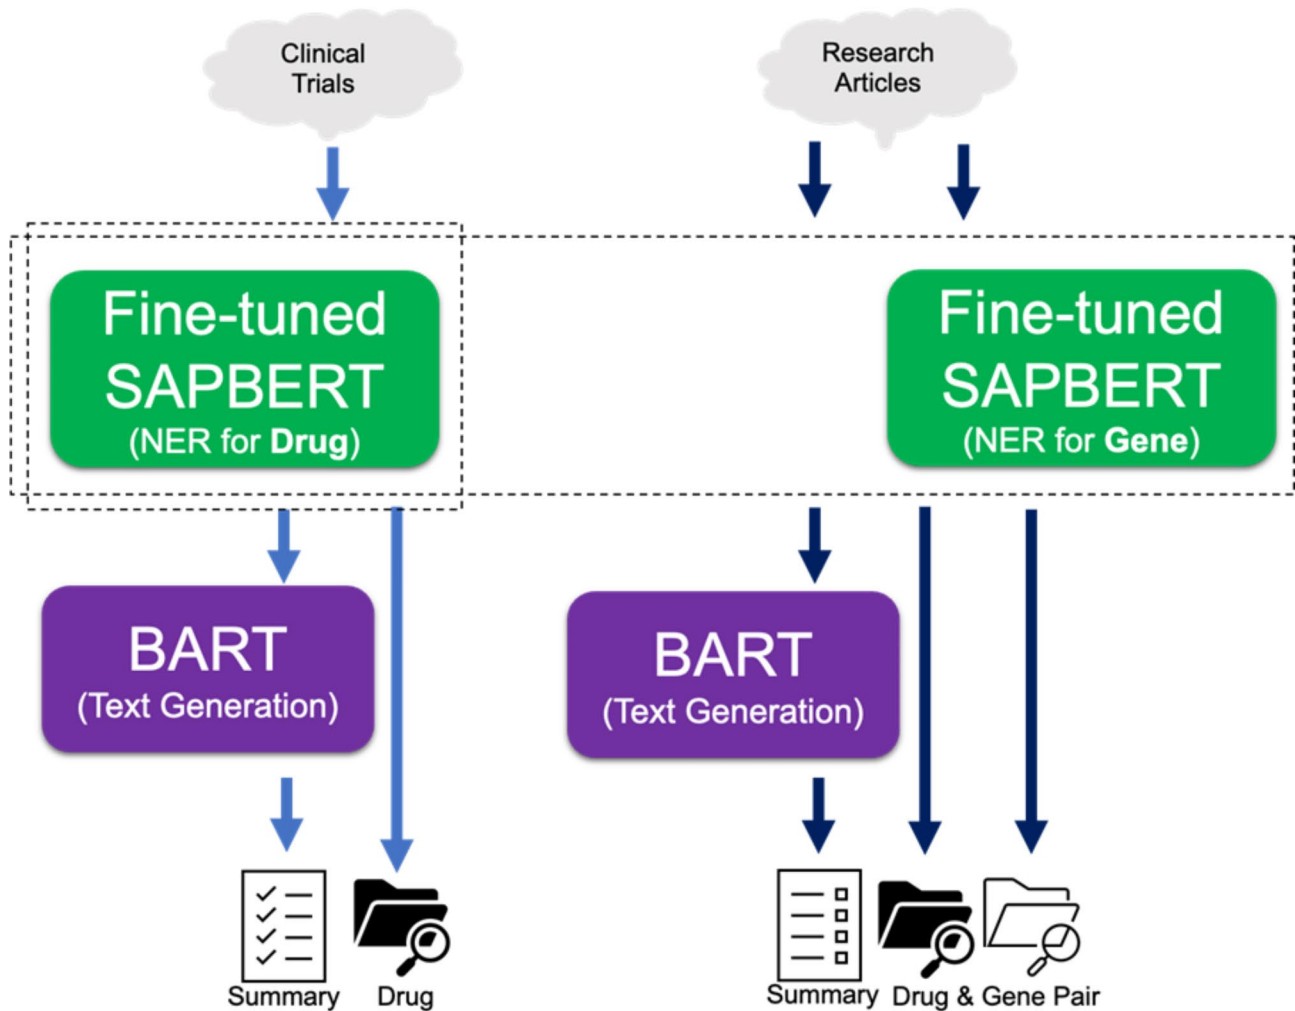 Clinical
Trials
Research
Articles
Fine-tuned
SAPBERT
(NER for Drug)
Fine-tuned
SAPBERT
(NER for Gene)
BART
(Text Generation)
BART
(Text Generation)
Summary
Drug
Summary
Drug & Gene Pair